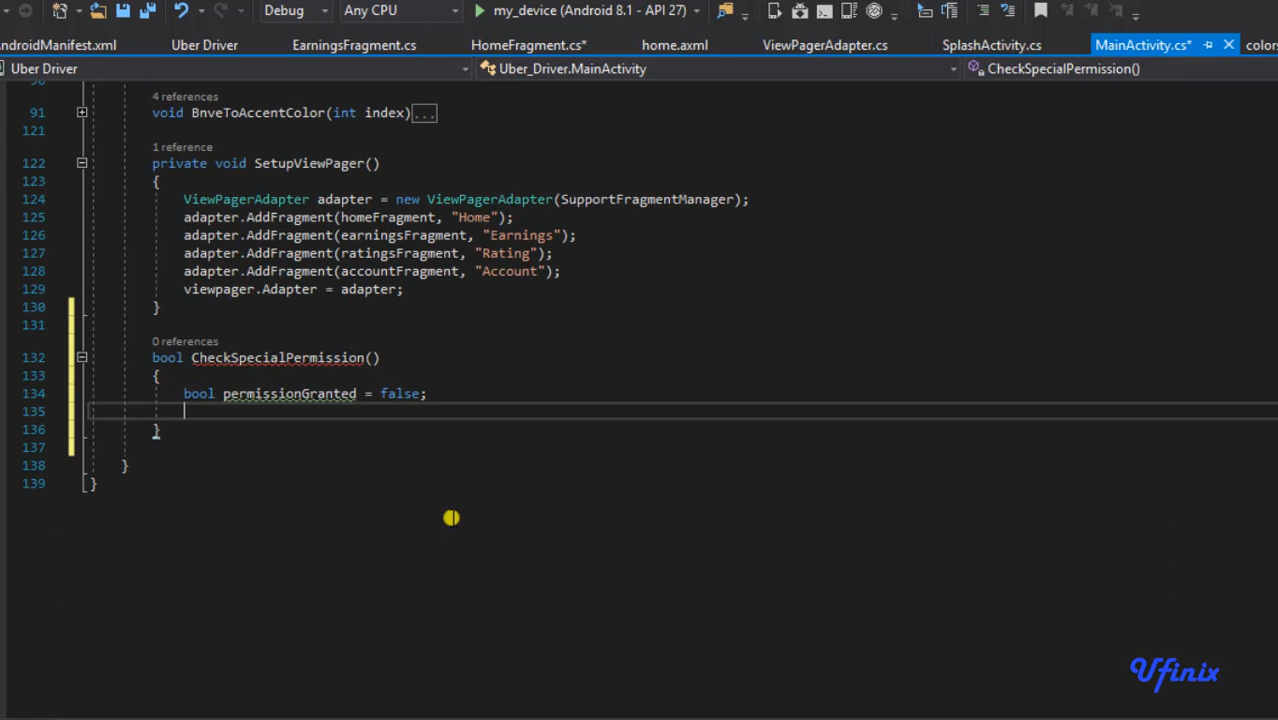 Debug Any CPU my_device (Android 8.1 - API 27)
ndroidManifest.xml Uber Driver EarningsFragment.cs HomeFragment.cs* home.axml ViewPagerAdapter.cs SplashActivity.cs MainActivity.cs* colors
Uber Driver Uber_Driver.MainActivity CheckSpecialPermission()
4 references
91 void BnveToAccentColor(int index)...
121
1 reference
122 private void SetupViewPager()
123 {
124 ViewPagerAdapter adapter = new ViewPagerAdapter(SupportFragmentManager);
125 adapter.AddFragment(homeFragment, "Home");
126 adapter.AddFragment(earningsFragment, "Earnings");
127 adapter.AddFragment(ratingsFragment, "Rating");
128 adapter.AddFragment(accountFragment, "Account");
129 viewpager.Adapter = adapter;
130 }
131
0 references
132 bool CheckSpecialPermission()
133 {
134 bool permissionGranted = false;
135
136 }
137
138 }
139 }
Ufinix